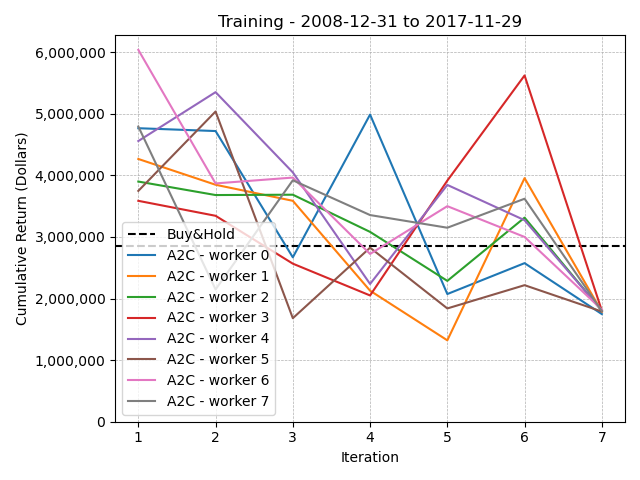 Training - 2008-12-31 to 2017-11-29
Cumulative Return (Dollars)
6,000,000
5,000,000
4,000,000
3,000,000
2,000,000
1,000,000
0
Buy&Hold
A2C - worker 0
A2C - worker 1
A2C - worker 2
A2C - worker 3
A2C - worker 4
A2C - worker 5
A2C - worker 6
A2C - worker 7
1 2 3 4 5 6 7
Iteration